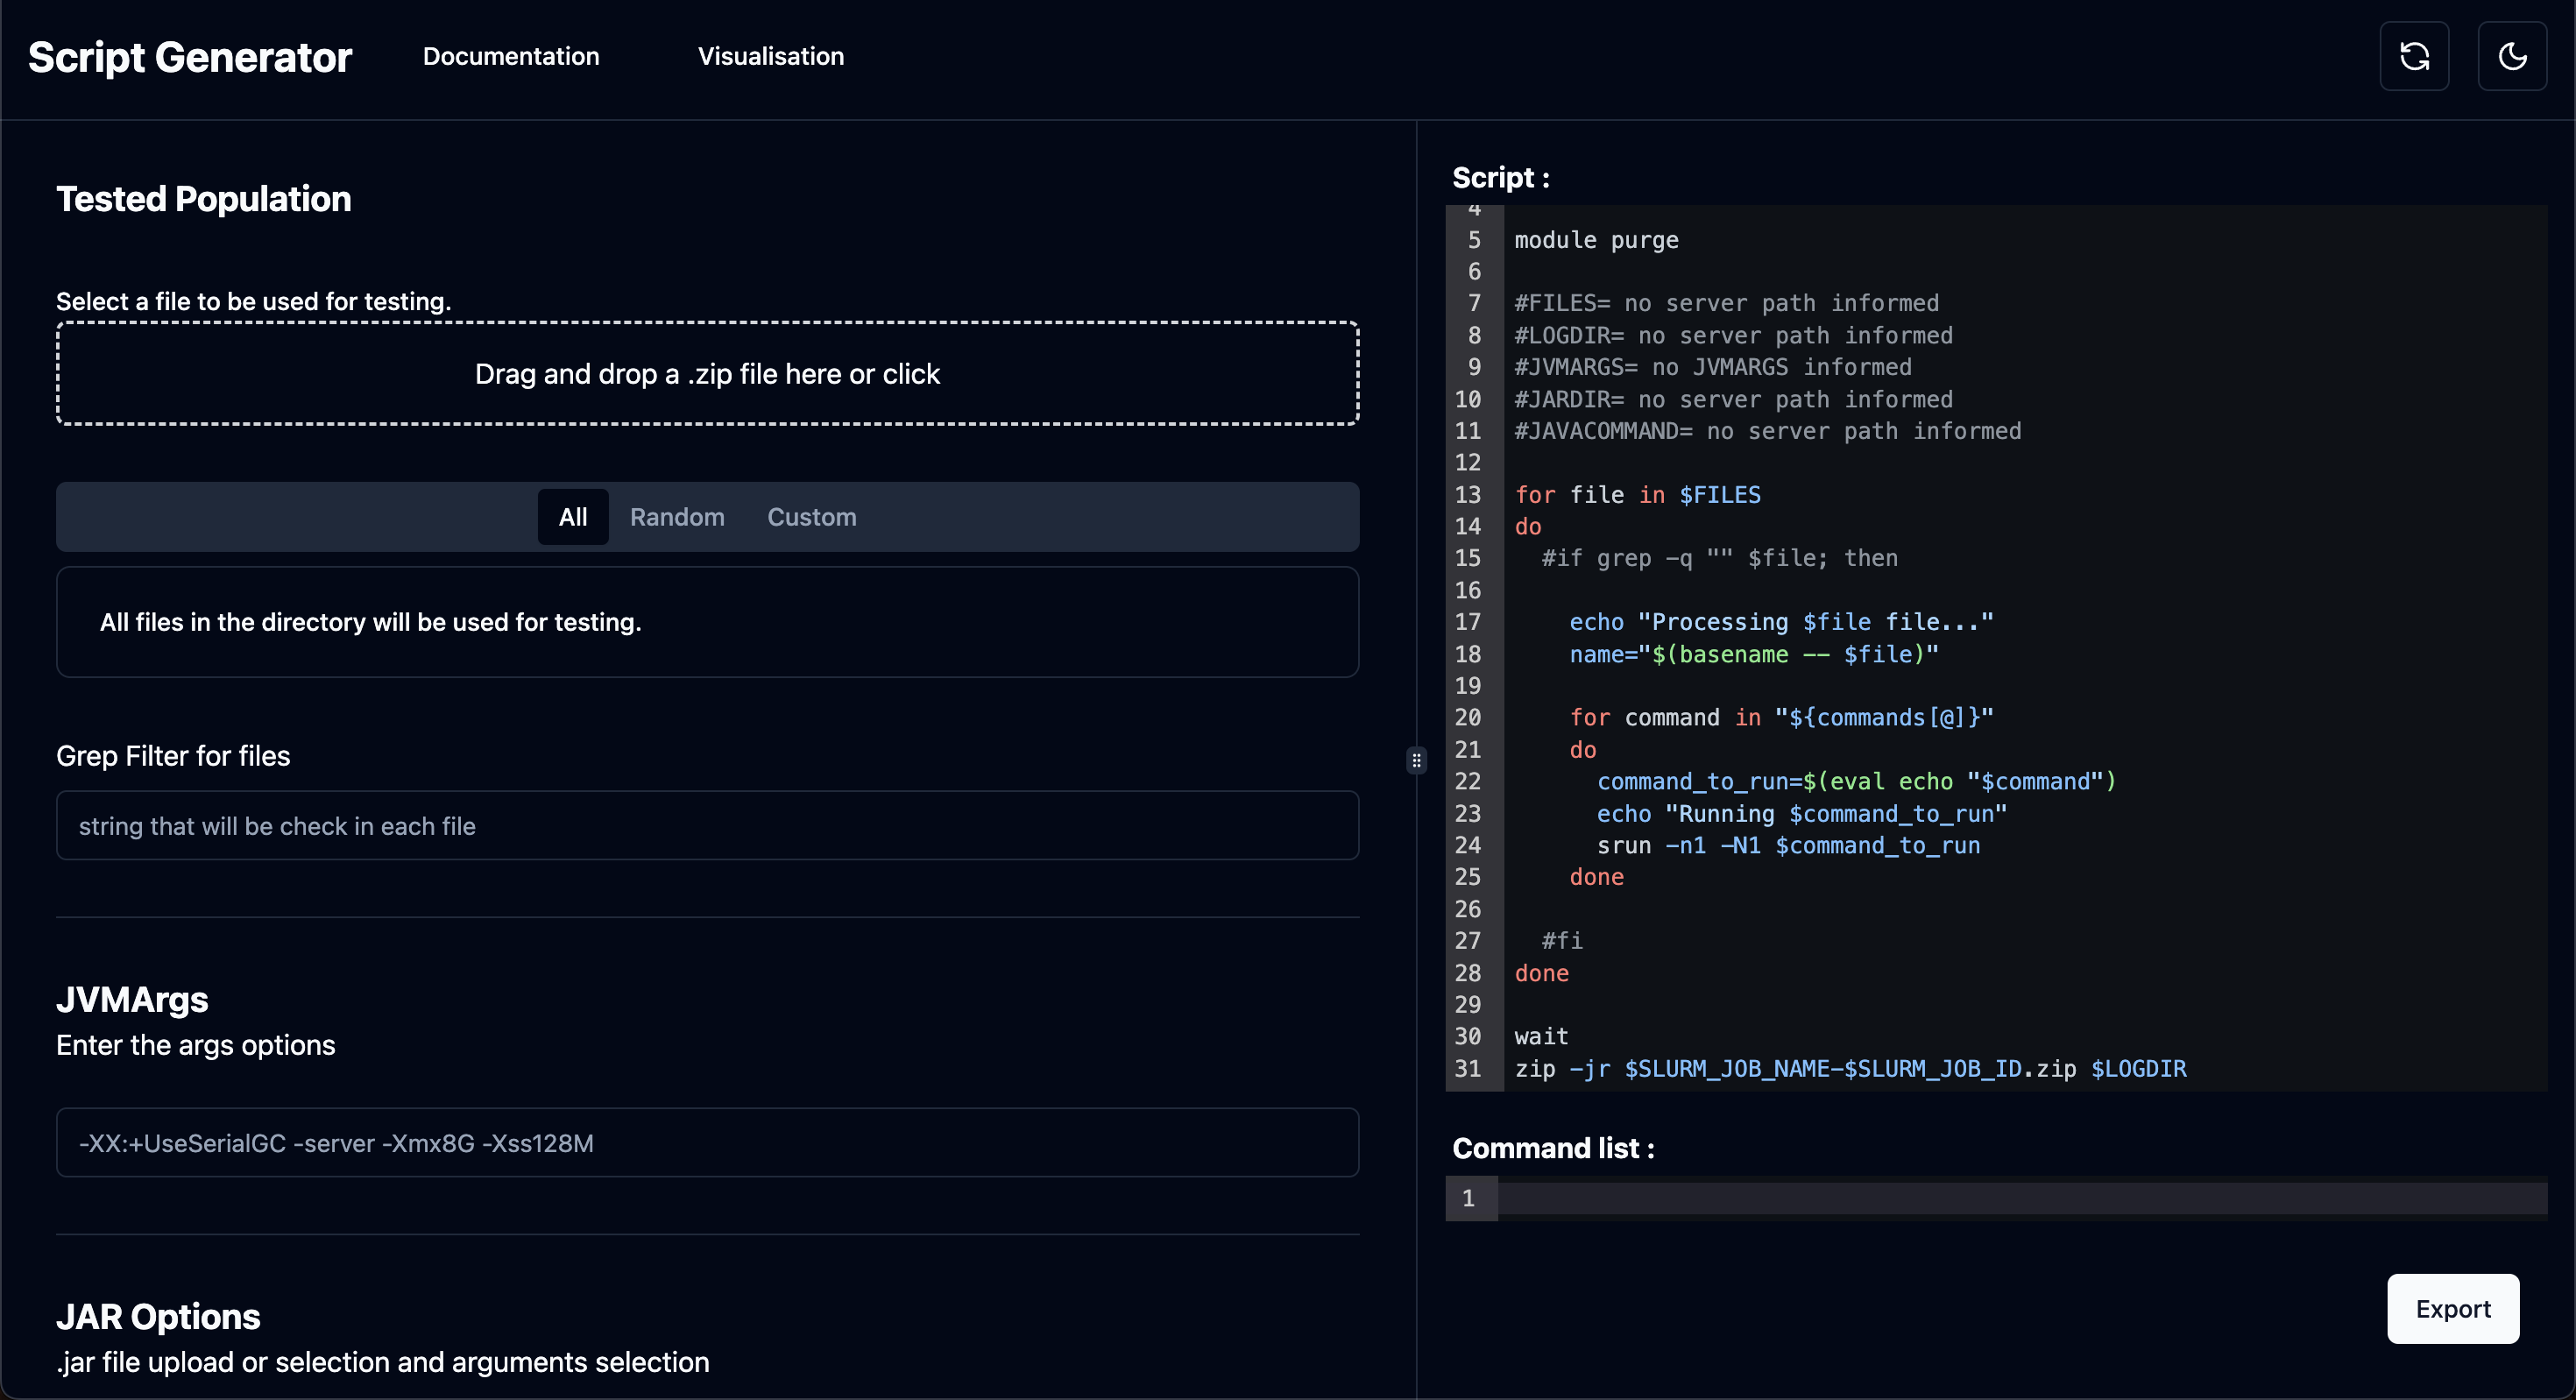 Script Generator
Documentation
Visualisation
Tested Population
Select a file to be used for testing.
Drag and drop a .zip file here or click
All Random Custom
All files in the directory will be used for testing.
Grep Filter for files
string that will be check in each file
JVMArgs
Enter the args options
-XX:+UseSerialGC -server -Xmx8G -Xss128M
JAR Options
.jar file upload or selection and arguments selection
Script :
4
5 module purge
6
7 #FILES= no server path informed
8 #LOGDIR= no server path informed
9 #JVMARGS= no JVMARGS informed
10 #JARDIR= no server path informed
11 #JAVACOMMAND= no server path informed
12
13 for file in $FILES
14 do
15   #if grep -q "" $file; then
16
17     echo "Processing $file file..."
18     name="$(basename -- $file)"
19
20     for command in "${commands[@]}"
21     do
22       command_to_run=$(eval echo "$command")
23       echo "Running $command_to_run"
24       srun -n1 -N1 $command_to_run
25     done
26
27   #fi
28 done
29
30 wait
31 zip -jr $SLURM_JOB_NAME-$SLURM_JOB_ID.zip $LOGDIR
Command list :
1
Export